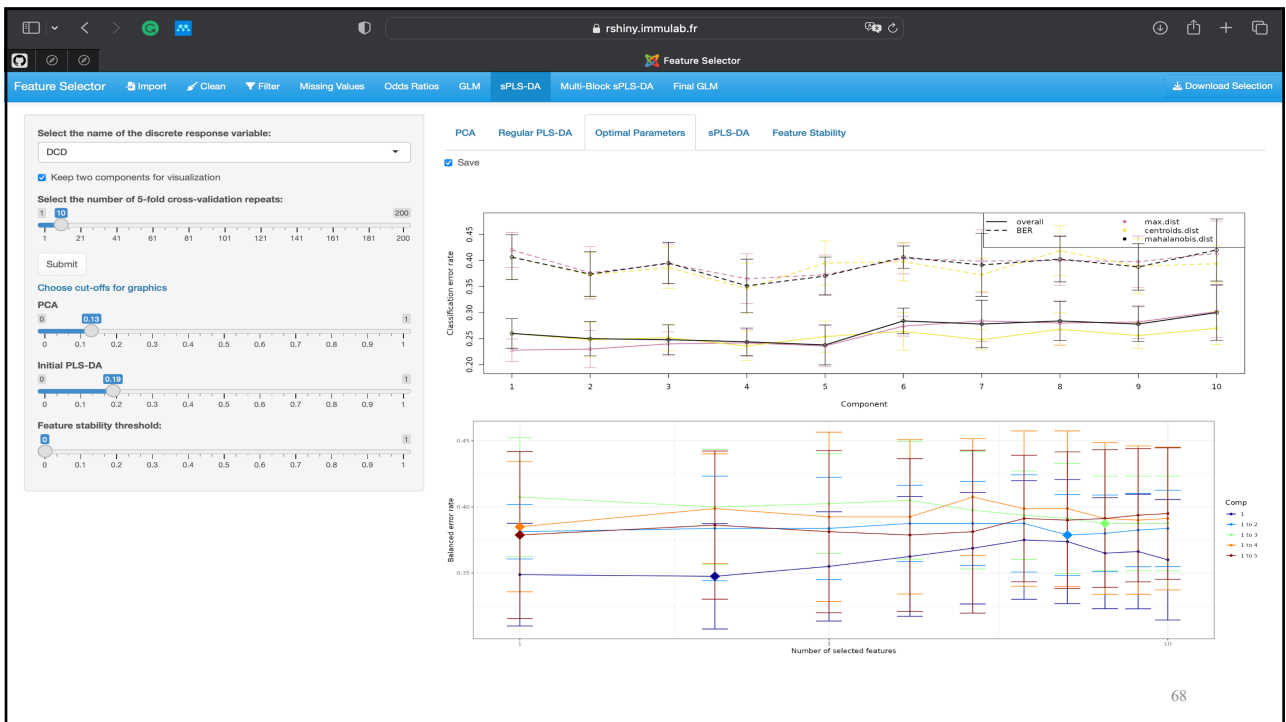 rshiny.immulab.fr
Feature Selector
Feature Selector Import Clean Filter Missing Values Odds Ratios GLM sPLS-DA Multi-Block sPLS-DA Final GLM Download Selection
Select the name of the discrete response variable:
DCD
Keep two components for visualization
Select the number of 5-fold cross-validation repeats:
1 10 200
1 21 41 61 81 101 121 141 161 181 200
Submit
Choose cut-offs for graphics
PCA
0 0.13 1
0 0.1 0.2 0.3 0.4 0.5 0.6 0.7 0.8 0.9 1
Initial PLS-DA
0 0.19 1
0 0.1 0.2 0.3 0.4 0.5 0.6 0.7 0.8 0.9 1
Feature stability threshold:
0 1
0 0.1 0.2 0.3 0.4 0.5 0.6 0.7 0.8 0.9 1
PCA Regular PLS-DA Optimal Parameters sPLS-DA Feature Stability
Save
overall max.dist
BER centroids.dist
mahalanobis.dist
Classification error rate
0.45
0.40
0.35
0.30
0.25
0.20
1 2 3 4 5 6 7 8 9 10
Component
Balanced error rate
0.45
0.40
0.35
1 3 10
Number of selected features
Comp
1
1 to 2
1 to 3
1 to 4
1 to 5
68